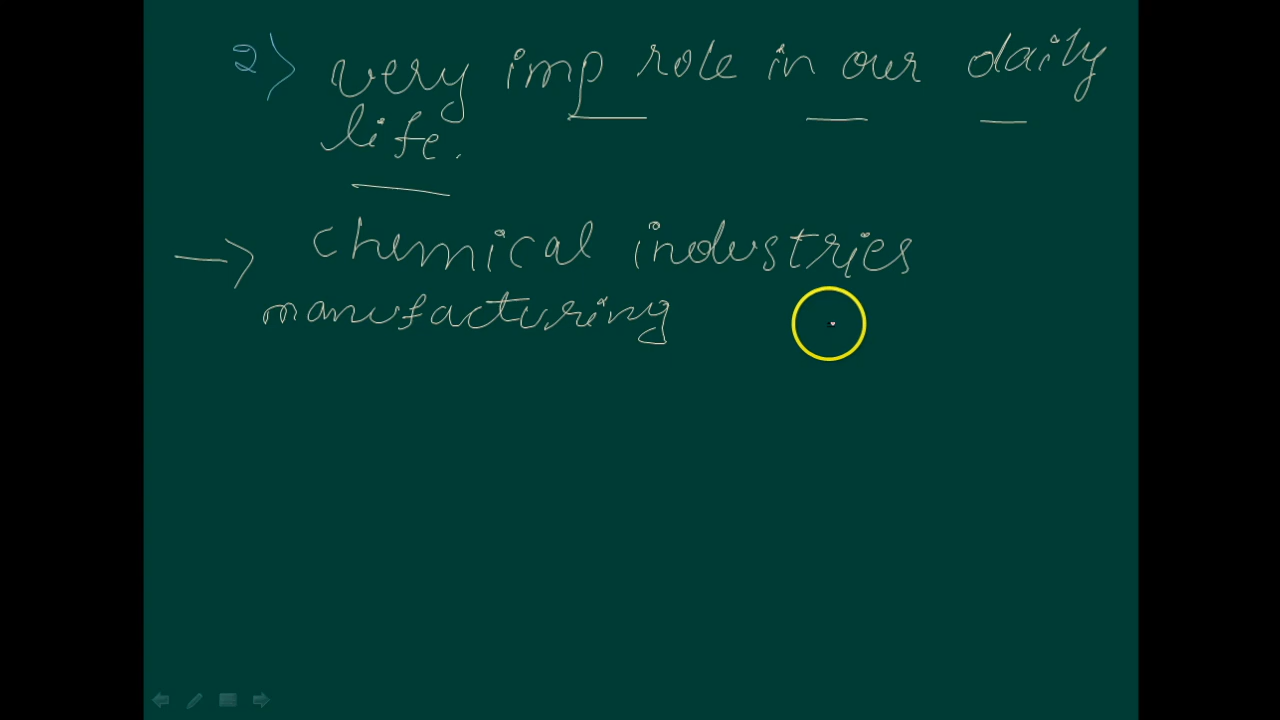 2) very imp role in our daily
life.
→ chemical industries
manufacturing